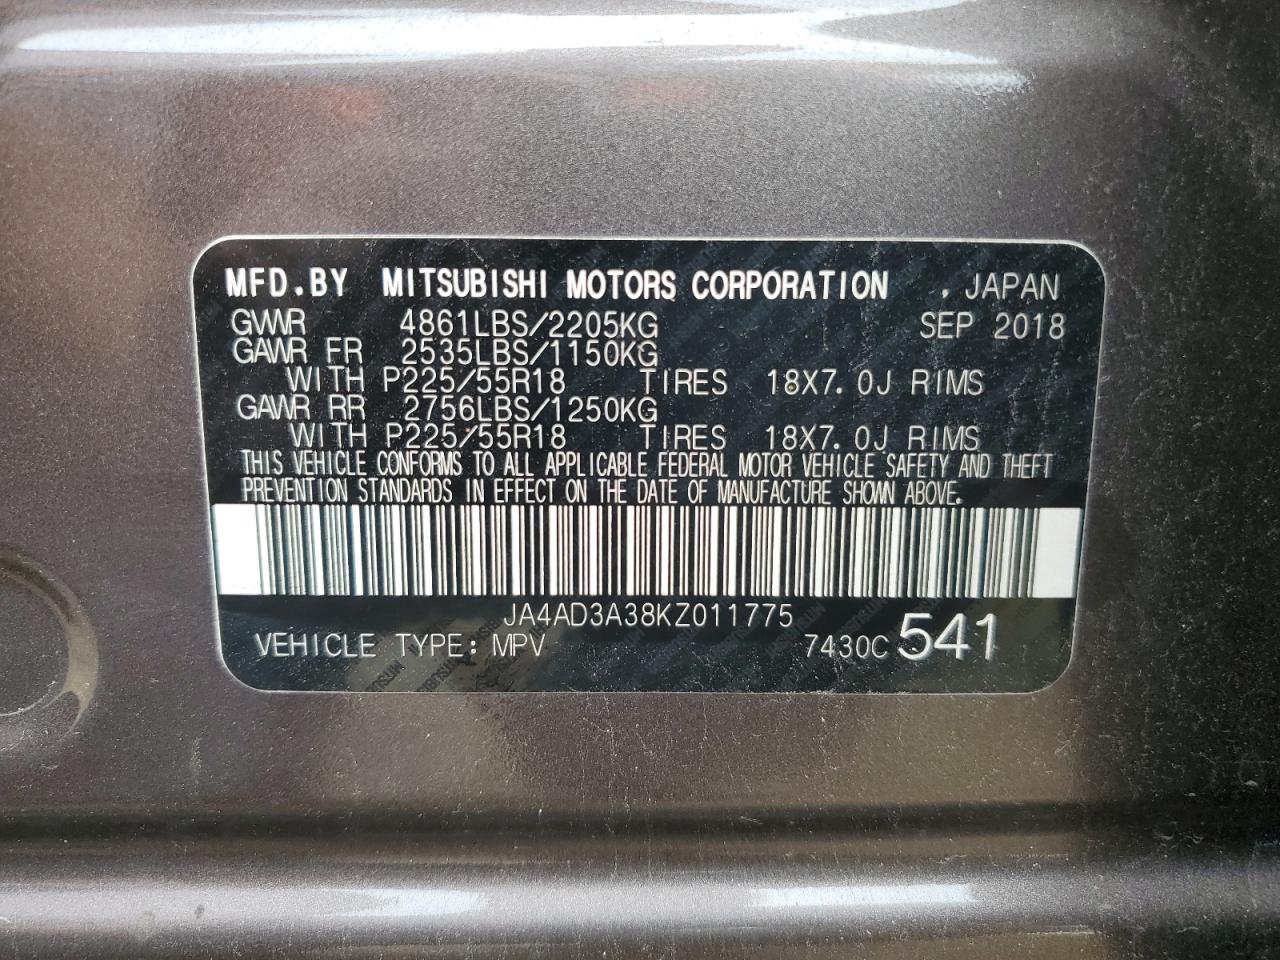 MFD.BY MITSUBISHI MOTORS CORPORATION , JAPAN
GVWR 4861LBS/2205KG SEP 2018
GAWR FR 2535LBS/1150KG
WITH P225/55R18 TIRES 18X7.0J RIMS
GAWR RR 2756LBS/1250KG
WITH P225/55R18 TIRES 18X7.0J RIMS
THIS VEHICLE CONFORMS TO ALL APPLICABLE FEDERAL MOTOR VEHICLE SAFETY AND THEFT
PREVENTION STANDARDS IN EFFECT ON THE DATE OF MANUFACTURE SHOWN ABOVE.
JA4AD3A38KZ011775
VEHICLE TYPE: MPV 7430C 541